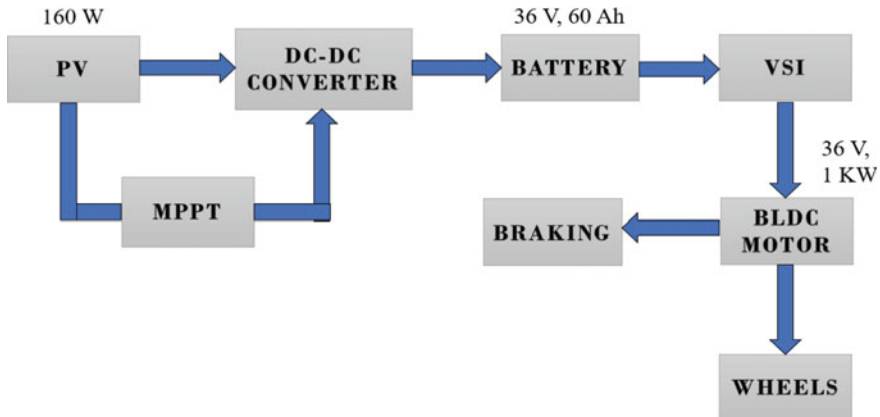 160 W
36 V, 60 Ah
PV
DC-DC
CONVERTER
BATTERY
VSI
36 V,
1 KW
MPPT
BRAKING
BLDC
MOTOR
WHEELS